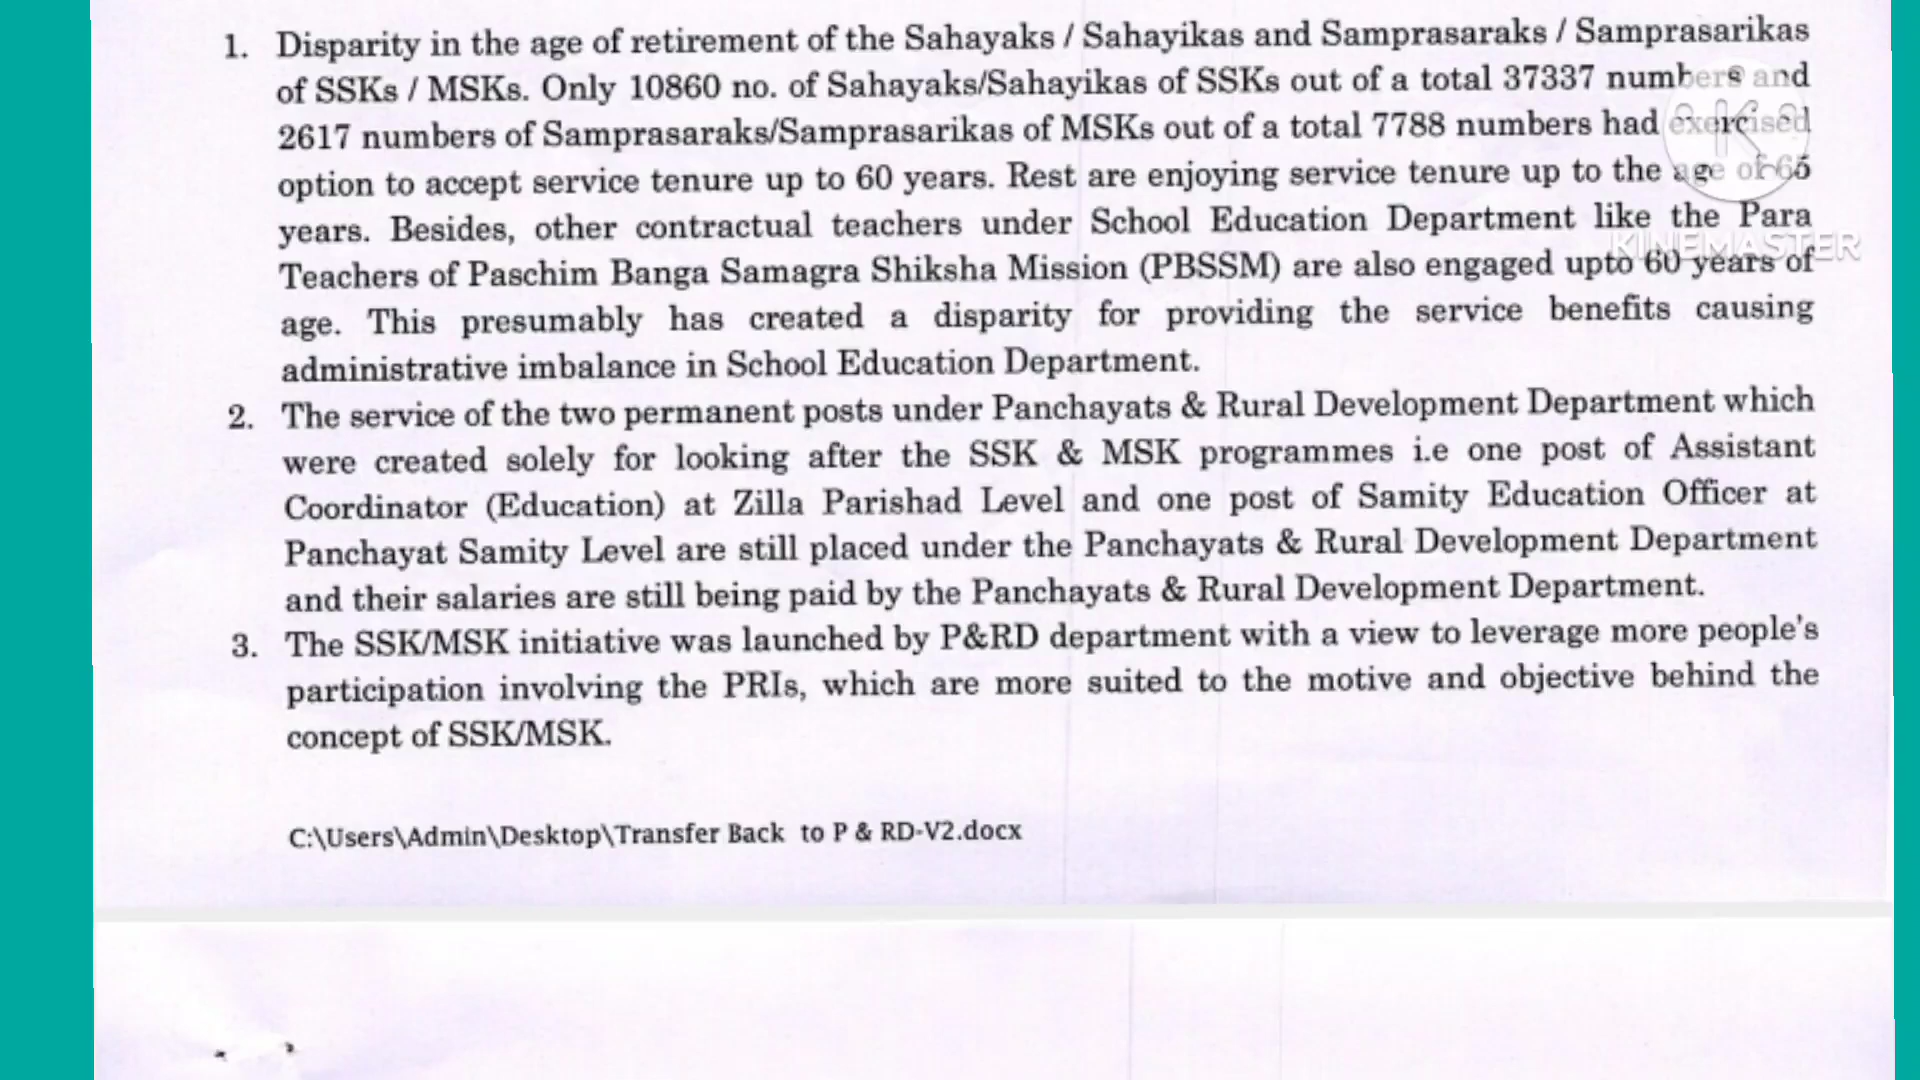 1. Disparity in the age of retirement of the Sahayaks / Sahayikas and Samprasaraks / Samprasarikas
of SSKs / MSKs. Only 10860 no. of Sahayaks/Sahayikas of SSKs out of a total 37337 numbers and
2617 numbers of Samprasaraks/Samprasarikas of MSKs out of a total 7788 numbers had exercised
option to accept service tenure up to 60 years. Rest are enjoying service tenure up to the age of 65
years. Besides, other contractual teachers under School Education Department like the Para
Teachers of Paschim Banga Samagra Shiksha Mission (PBSSM) are also engaged upto 60 years of
age. This presumably has created a disparity for providing the service benefits causing
administrative imbalance in School Education Department.
2. The service of the two permanent posts under Panchayats & Rural Development Department which
were created solely for looking after the SSK & MSK programmes i.e one post of Assistant
Coordinator (Education) at Zilla Parishad Level and one post of Samity Education Officer at
Panchayat Samity Level are still placed under the Panchayats & Rural Development Department
and their salaries are still being paid by the Panchayats & Rural Development Department.
3. The SSK/MSK initiative was launched by P&RD department with a view to leverage more people's
participation involving the PRIs, which are more suited to the motive and objective behind the
concept of SSK/MSK.
C:\Users\Admin\Desktop\Transfer Back to P & RD-V2.docx
K
KINEMASTER